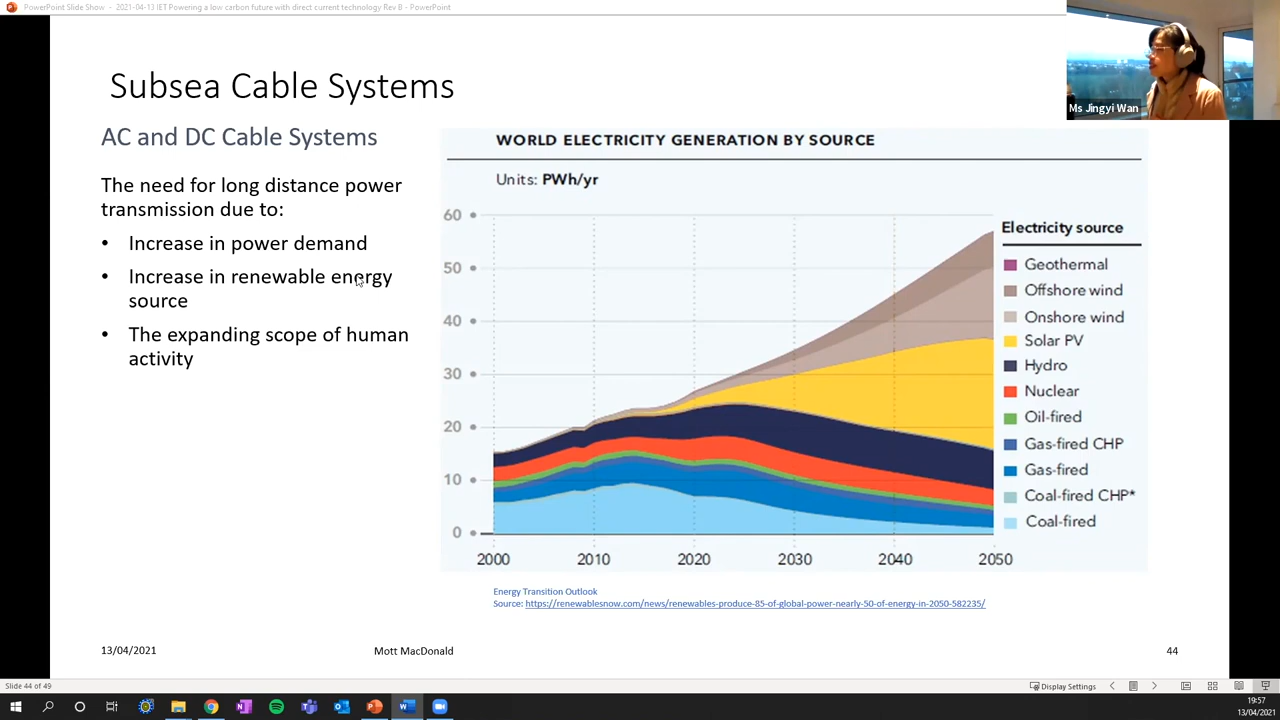 PowerPoint Slide Show - 2021-04-13 IET Powering a low carbon future with direct current technology Rev B - PowerPoint
Ms Jingyi Wan
Subsea Cable Systems
AC and DC Cable Systems
The need for long distance power
transmission due to:
• Increase in power demand
• Increase in renewable energy
source
• The expanding scope of human
activity
WORLD ELECTRICITY GENERATION BY SOURCE
Units: PWh/yr
60
50
40
30
20
10
0
2000 2010 2020 2030 2040 2050
Electricity source
Geothermal
Offshore wind
Onshore wind
Solar PV
Hydro
Nuclear
Oil-fired
Gas-fired CHP
Gas-fired
Coal-fired CHP*
Coal-fired
Energy Transition Outlook
Source: https://renewablesnow.com/news/renewables-produce-85-of-global-power-nearly-50-of-energy-in-2050-582235/
13/04/2021 Mott MacDonald 44
Slide 44 of 49 Display Settings
19:57
13/04/2021